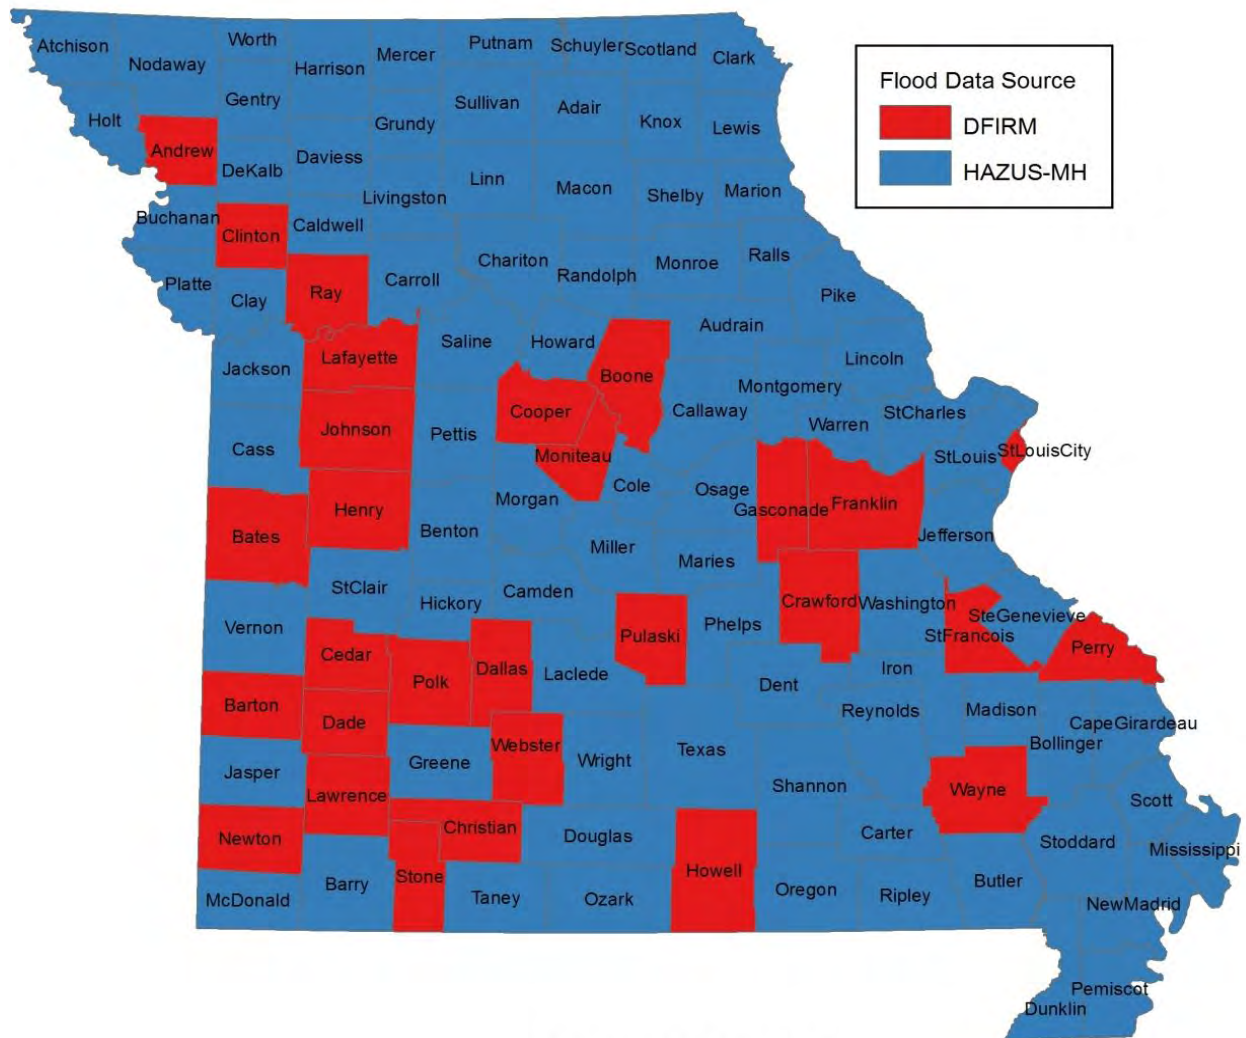 Atchison
Nodaway
Worth
Harrison
Mercer
Putnam
Schuyler
Scotland
Clark
Flood Data Source
DFIRM
HAZUS-MH
Holt
Andrew
Gentry
DeKalb
Daviess
Grundy
Sullivan
Adair
Knox
Lewis
Livingston
Linn
Macon
Shelby
Marion
Buchanan
Clinton
Caldwell
Platte
Clay
Ray
Carroll
Chariton
Randolph
Monroe
Ralls
Pike
Jackson
Lafayette
Saline
Howard
Boone
Audrain
Lincoln
Montgomery
Cass
Johnson
Pettis
Cooper
Moniteau
Callaway
Warren
StCharles
StLouis
StLouisCity
Bates
Henry
Benton
Morgan
Cole
Miller
Osage
Gasconade
Franklin
Jefferson
Maries
Vernon
StClair
Hickory
Camden
Pulaski
Phelps
Crawford
Washington
SteGenevieve
StFrancois
Perry
Cedar
Polk
Dallas
Laclede
Dent
Iron
Barton
Dade
Greene
Webster
Wright
Texas
Reynolds
Madison
CapeGirardeau
Bollinger
Jasper
Lawrence
Shannon
Wayne
Scott
Newton
Christian
Douglas
Carter
Stoddard
Mississippi
McDonald
Barry
Stone
Taney
Ozark
Howell
Oregon
Ripley
Butler
NewMadrid
Pemiscot
Dunklin